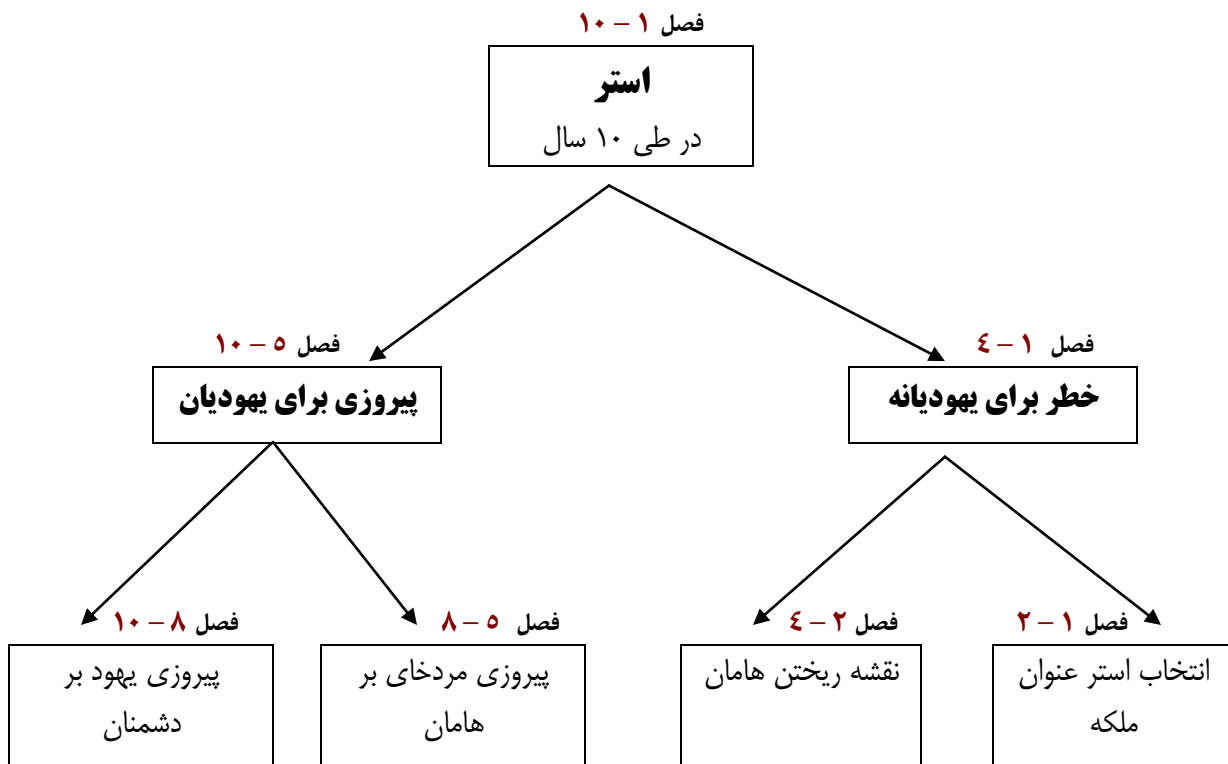 فصل ۱ – ۱۰
استر
در طی ۱۰ سال
فصل ۱ – ٤
خطر برای یهودیانه
فصل ٥ – ۱۰
پیروزی برای یهودیان
فصل ۱ – ۲
انتخاب استر عنوان
ملکه
فصل ۲ – ٤
نقشه ریختن هامان
فصل ٥ – ۸
پیروزی مردخای بر
هامان
فصل ۸ – ۱۰
پیروزی یهود بر
دشمنان